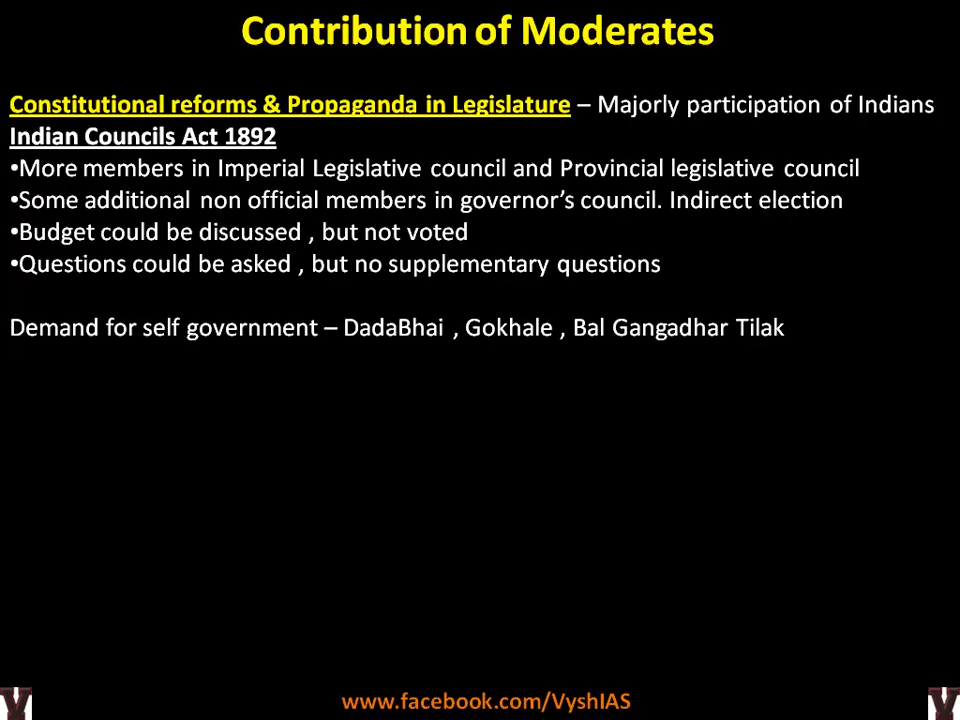 Contribution of Moderates
Constitutional reforms & Propaganda in Legislature – Majorly participation of Indians
Indian Councils Act 1892
•More members in Imperial Legislative council and Provincial legislative council
•Some additional non official members in governor's council. Indirect election
•Budget could be discussed , but not voted
•Questions could be asked , but no supplementary questions
Demand for self government – DadaBhai , Gokhale , Bal Gangadhar Tilak
V www.facebook.com/VyshIAS V